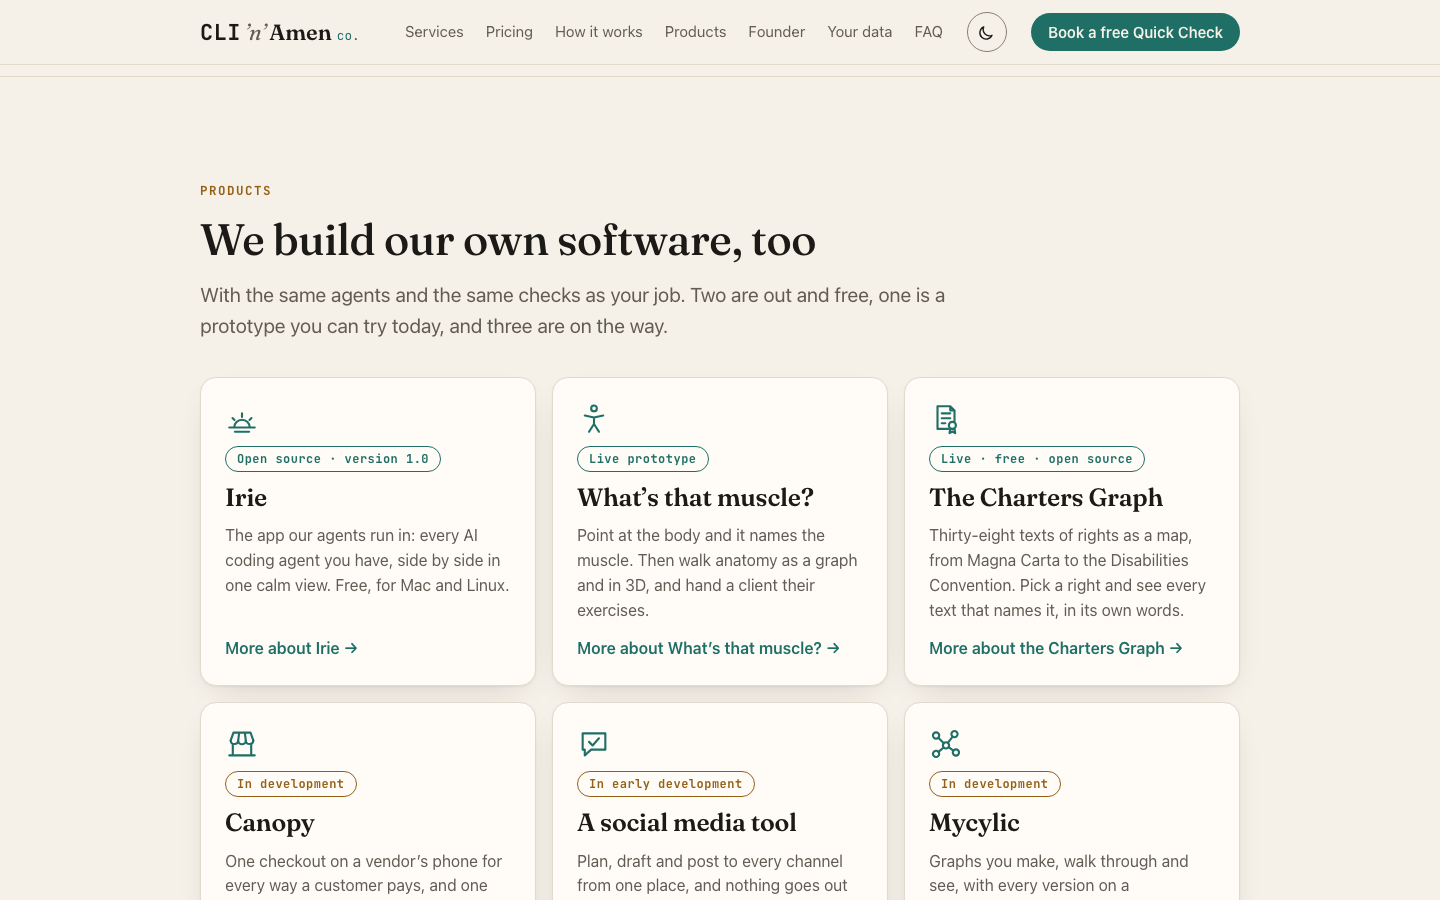 CLI 'n' Amen co.
Services
Pricing
How it works
Products
Founder
Your data
FAQ
Book a free Quick Check
PRODUCTS
We build our own software, too
With the same agents and the same checks as your job. Two are out and free, one is a
prototype you can try today, and three are on the way.
Open source · version 1.0
Irie
The app our agents run in: every AI
coding agent you have, side by side in
one calm view. Free, for Mac and Linux.
More about Irie →
Live prototype
What’s that muscle?
Point at the body and it names the
muscle. Then walk anatomy as a graph
and in 3D, and hand a client their
exercises.
More about What’s that muscle? →
Live · free · open source
The Charters Graph
Thirty-eight texts of rights as a map,
from Magna Carta to the Disabilities
Convention. Pick a right and see every
text that names it, in its own words.
More about the Charters Graph →
In development
Canopy
One checkout on a vendor’s phone for
every way a customer pays, and one
In early development
A social media tool
Plan, draft and post to every channel
from one place, and nothing goes out
In development
Mycylic
Graphs you make, walk through and
see, with every version on a